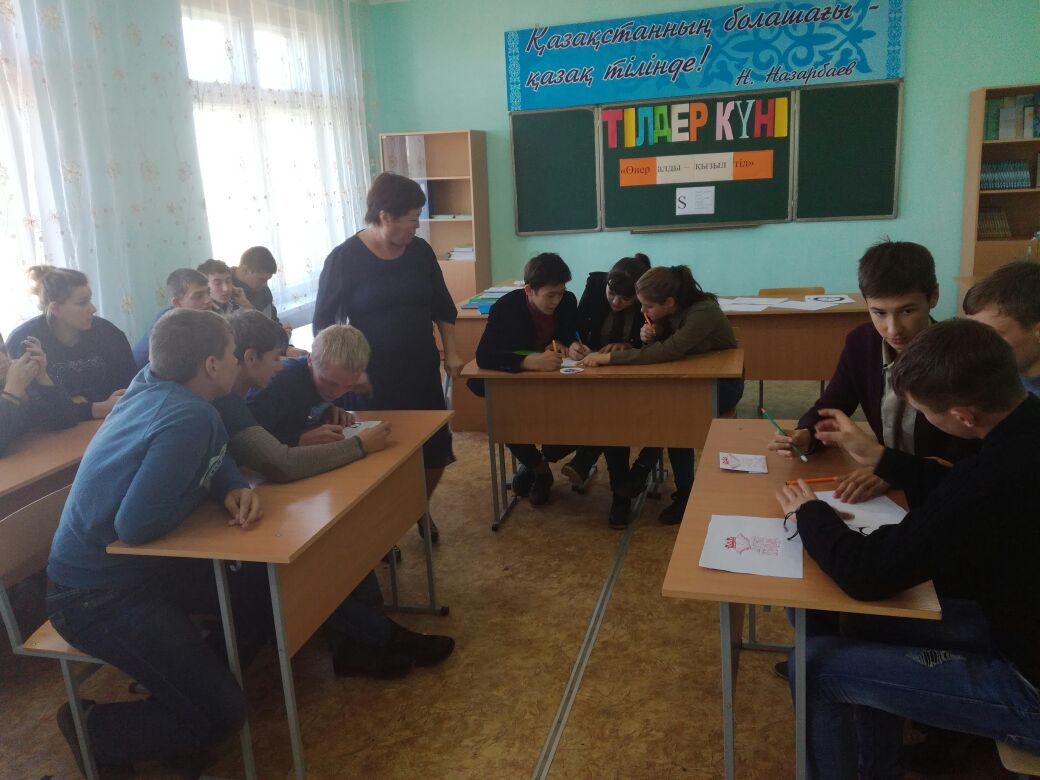 Қазақстанның болашағы -
қазақ тілінде!
Н. Назарбаев
ТІЛДЕР КҮНІ
«Өнер алды – қызыл тіл»
S